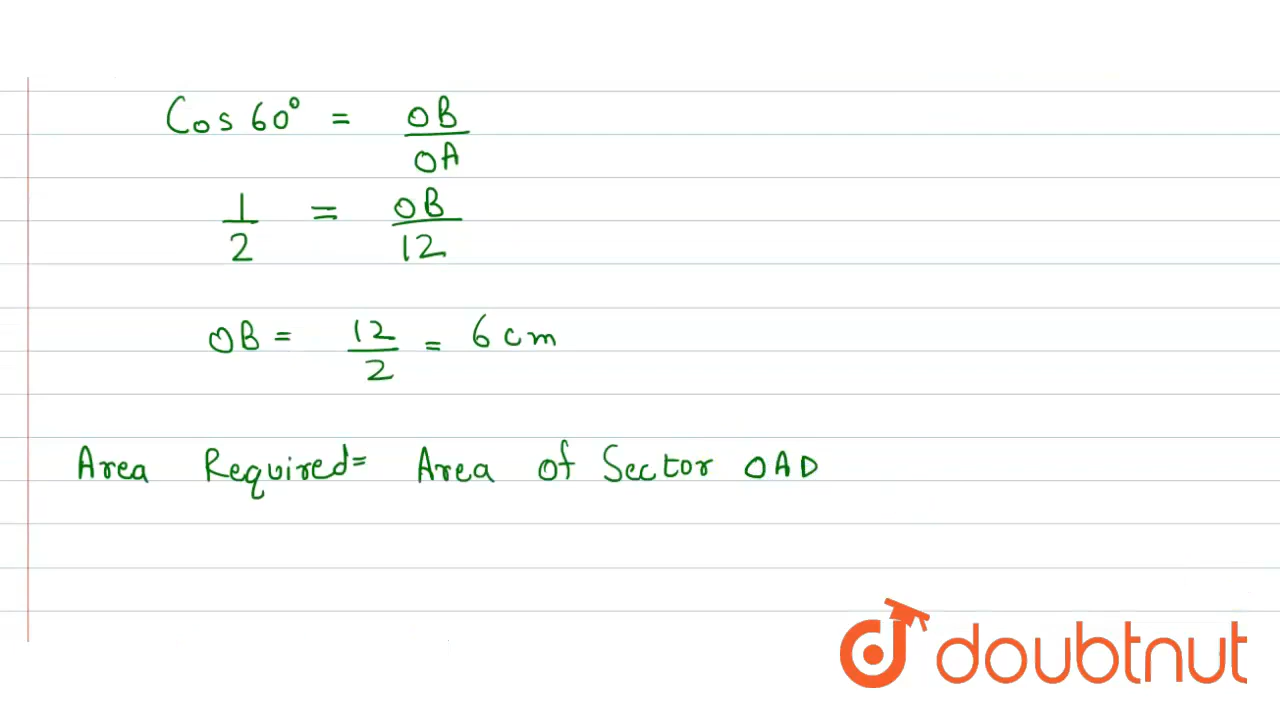 Cos 60° = OB/OA
1/2 = OB/12
OB = 12/2 = 6 cm
Area Required = Area of Sector OAD
doubtnut